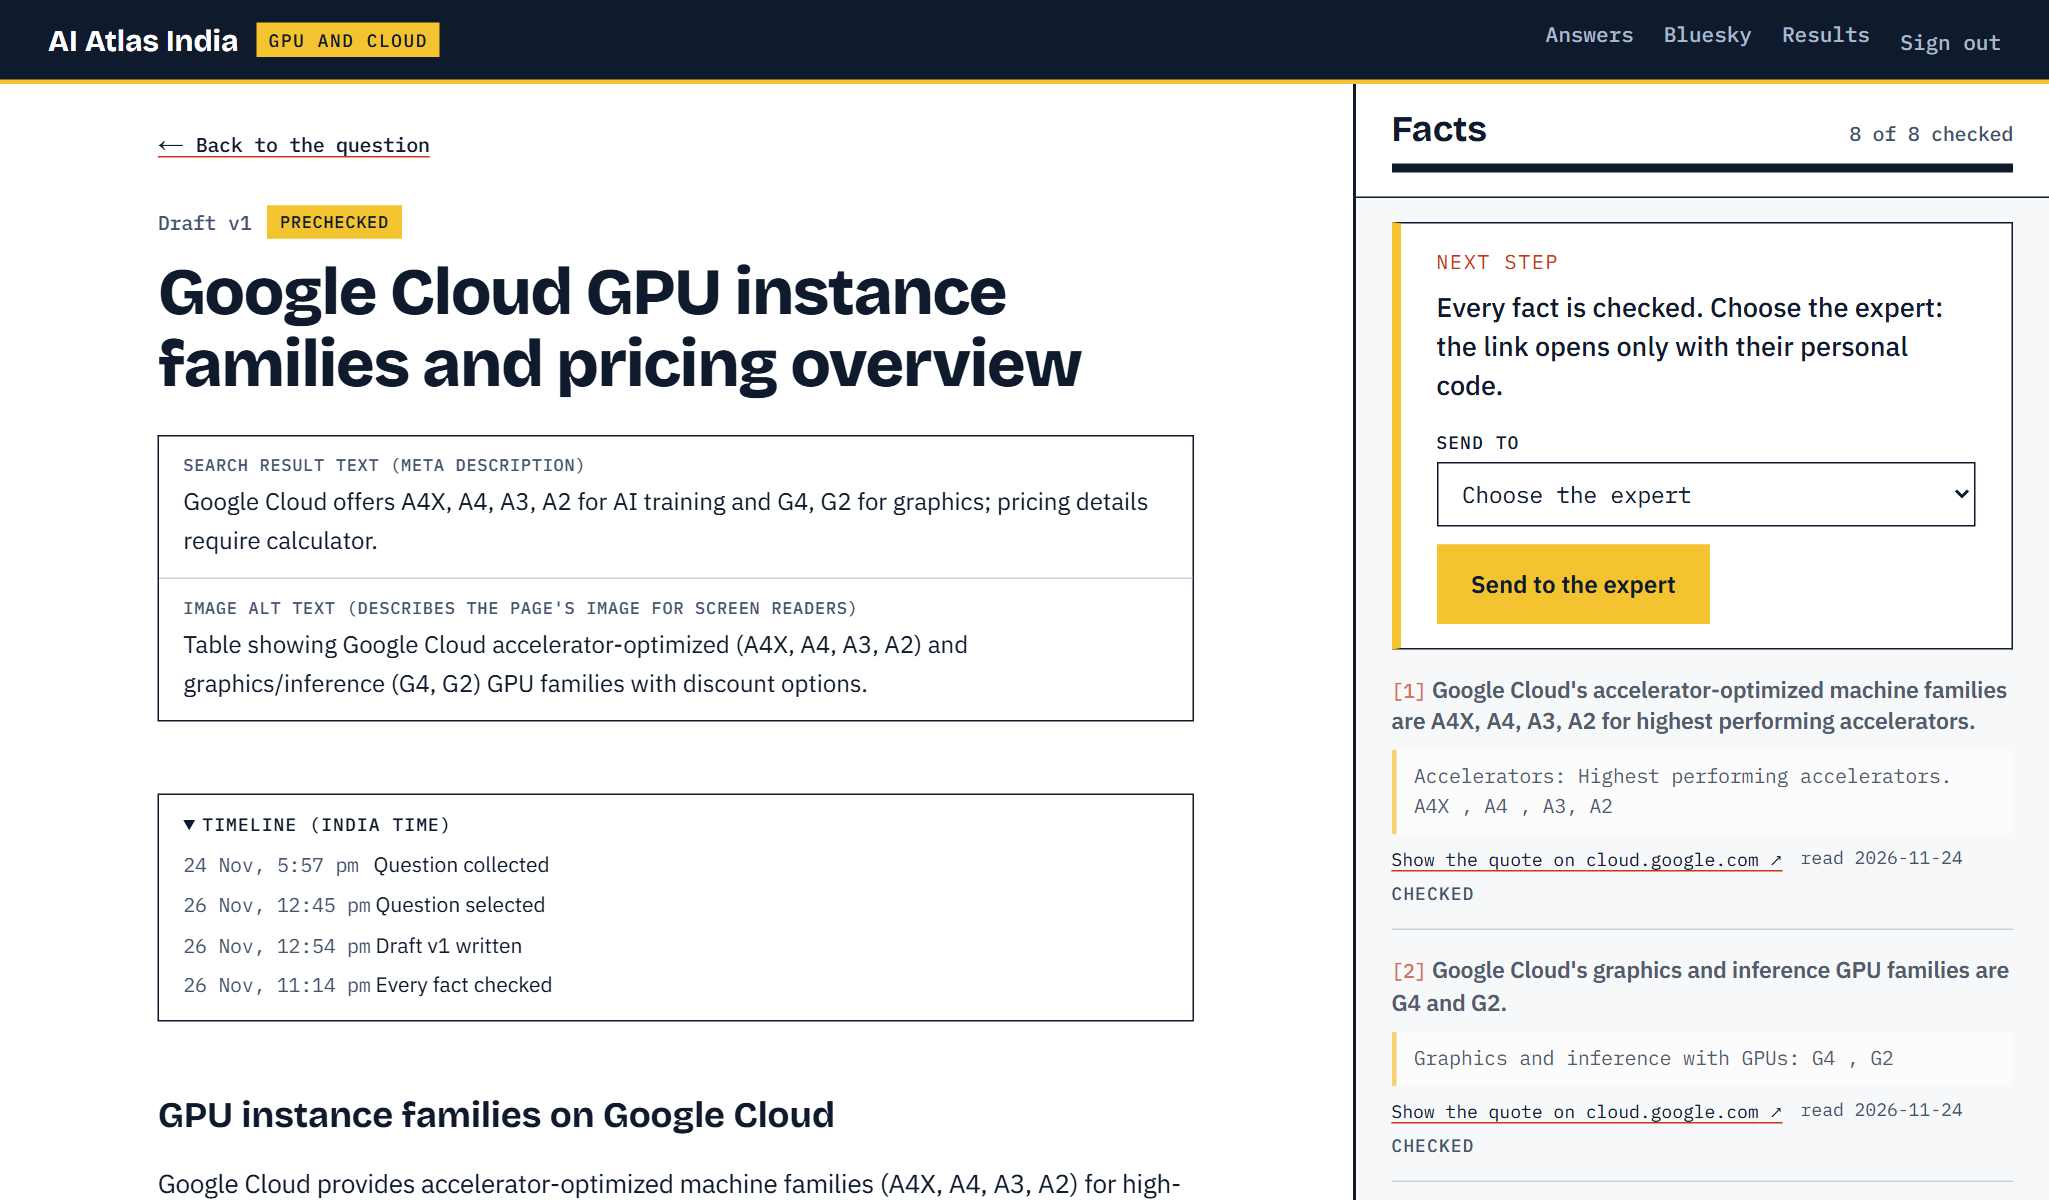 AI Atlas India
GPU AND CLOUD
Answers
Bluesky
Results
Sign out
← Back to the question
Draft v1
PRECHECKED
Google Cloud GPU instance
families and pricing overview
SEARCH RESULT TEXT (META DESCRIPTION)
Google Cloud offers A4X, A4, A3, A2 for AI training and G4, G2 for graphics; pricing details
require calculator.
IMAGE ALT TEXT (DESCRIBES THE PAGE'S IMAGE FOR SCREEN READERS)
Table showing Google Cloud accelerator-optimized (A4X, A4, A3, A2) and
graphics/inference (G4, G2) GPU families with discount options.
▼ TIMELINE (INDIA TIME)
24 Nov, 5:57 pm Question collected
26 Nov, 12:45 pm Question selected
26 Nov, 12:54 pm Draft v1 written
26 Nov, 11:14 pm Every fact checked
GPU instance families on Google Cloud
Google Cloud provides accelerator-optimized machine families (A4X, A4, A3, A2) for high-
Facts
8 of 8 checked
NEXT STEP
Every fact is checked. Choose the expert:
the link opens only with their personal
code.
SEND TO
Choose the expert
Send to the expert
[1] Google Cloud's accelerator-optimized machine families
are A4X, A4, A3, A2 for highest performing accelerators.
Accelerators: Highest performing accelerators.
A4X , A4 , A3, A2
Show the quote on cloud.google.com ↗ read 2026-11-24
CHECKED
[2] Google Cloud's graphics and inference GPU families are
G4 and G2.
Graphics and inference with GPUs: G4 , G2
Show the quote on cloud.google.com ↗ read 2026-11-24
CHECKED